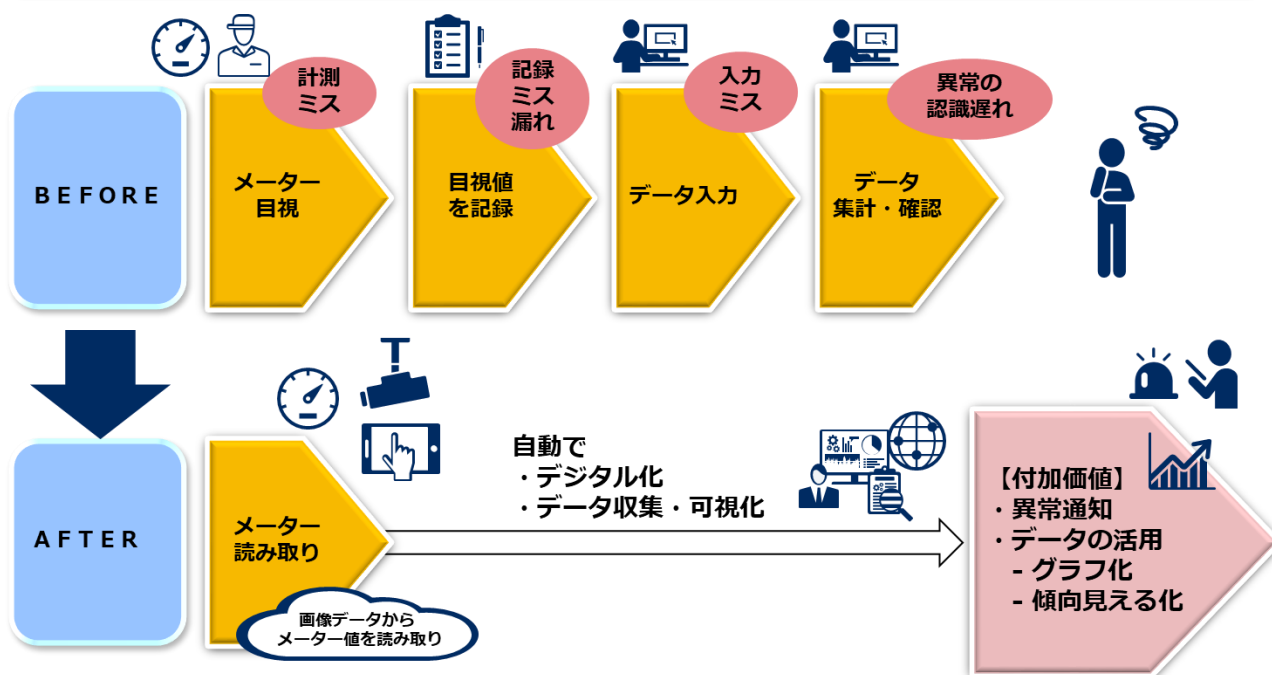 計測
ミス
記録
ミス
漏れ
入力
ミス
異常の
認識遅れ
BEFORE
メーター
目視
目視値
を記録
データ入力
データ
集計・確認
自動で
・デジタル化
・データ収集・可視化
AFTER
メーター
読み取り
画像データから
メーター値を読み取り
【付加価値】
・異常通知
・データの活用
- グラフ化
- 傾向見える化